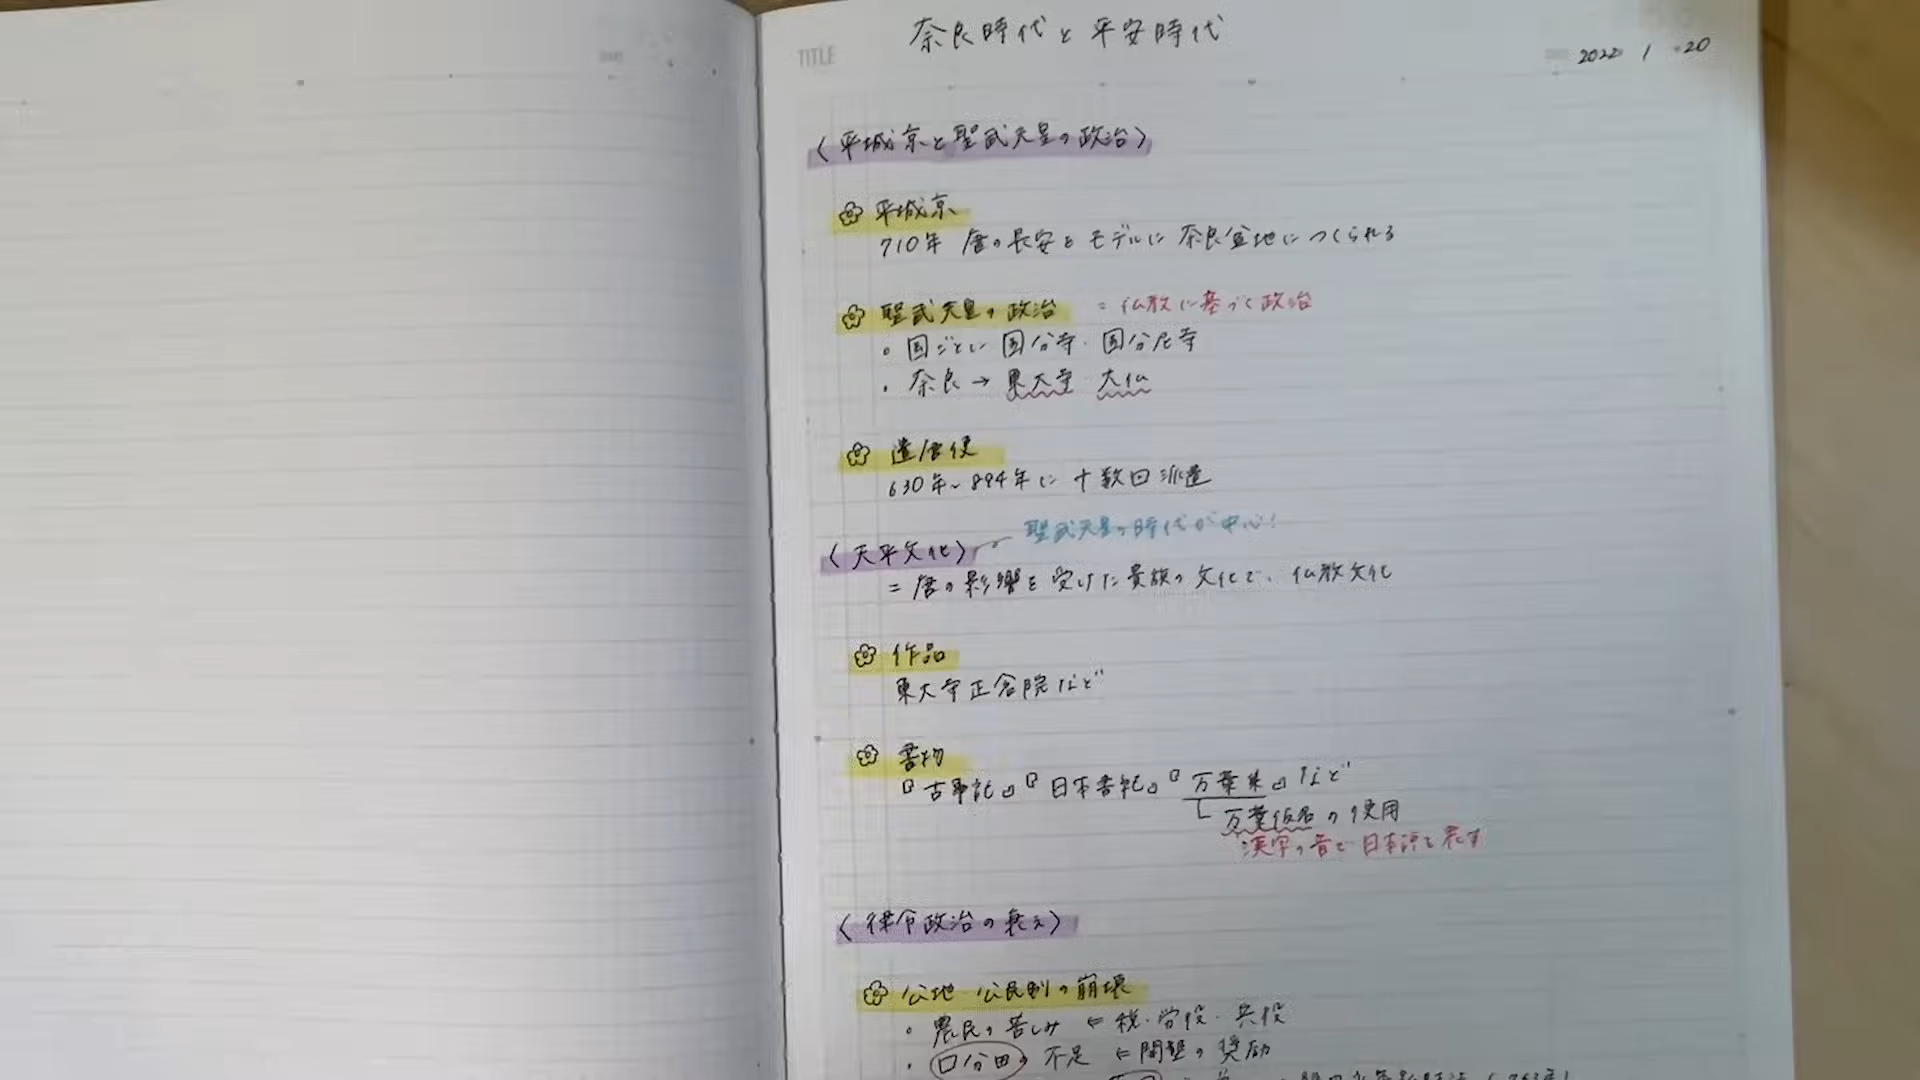 奈良時代と平安時代
TITLE
2022 1 20
〈平城京と聖武天皇の政治〉
平城京
710年 唐の長安をモデルに奈良盆地につくられる
聖武天皇の政治 = 仏教に基づく政治
・国ごとに国分寺・国分尼寺
・奈良→東大寺・大仏
遣唐使
630年~894年に十数回派遣
聖武天皇の時代が中心!
〈天平文化〉
=唐の影響を受けた貴族の文化で、仏教文化
作品
東大寺正倉院など
書物
『古事記』『日本書紀』『万葉集』など
万葉仮名の使用
漢字の音で日本語を表す
〈律令政治の衰え〉
公地・公民制の崩壊
・農民の苦しみ ⇐ 税・労役・兵役
・口分田の不足 ⇐ 開墾の奨励